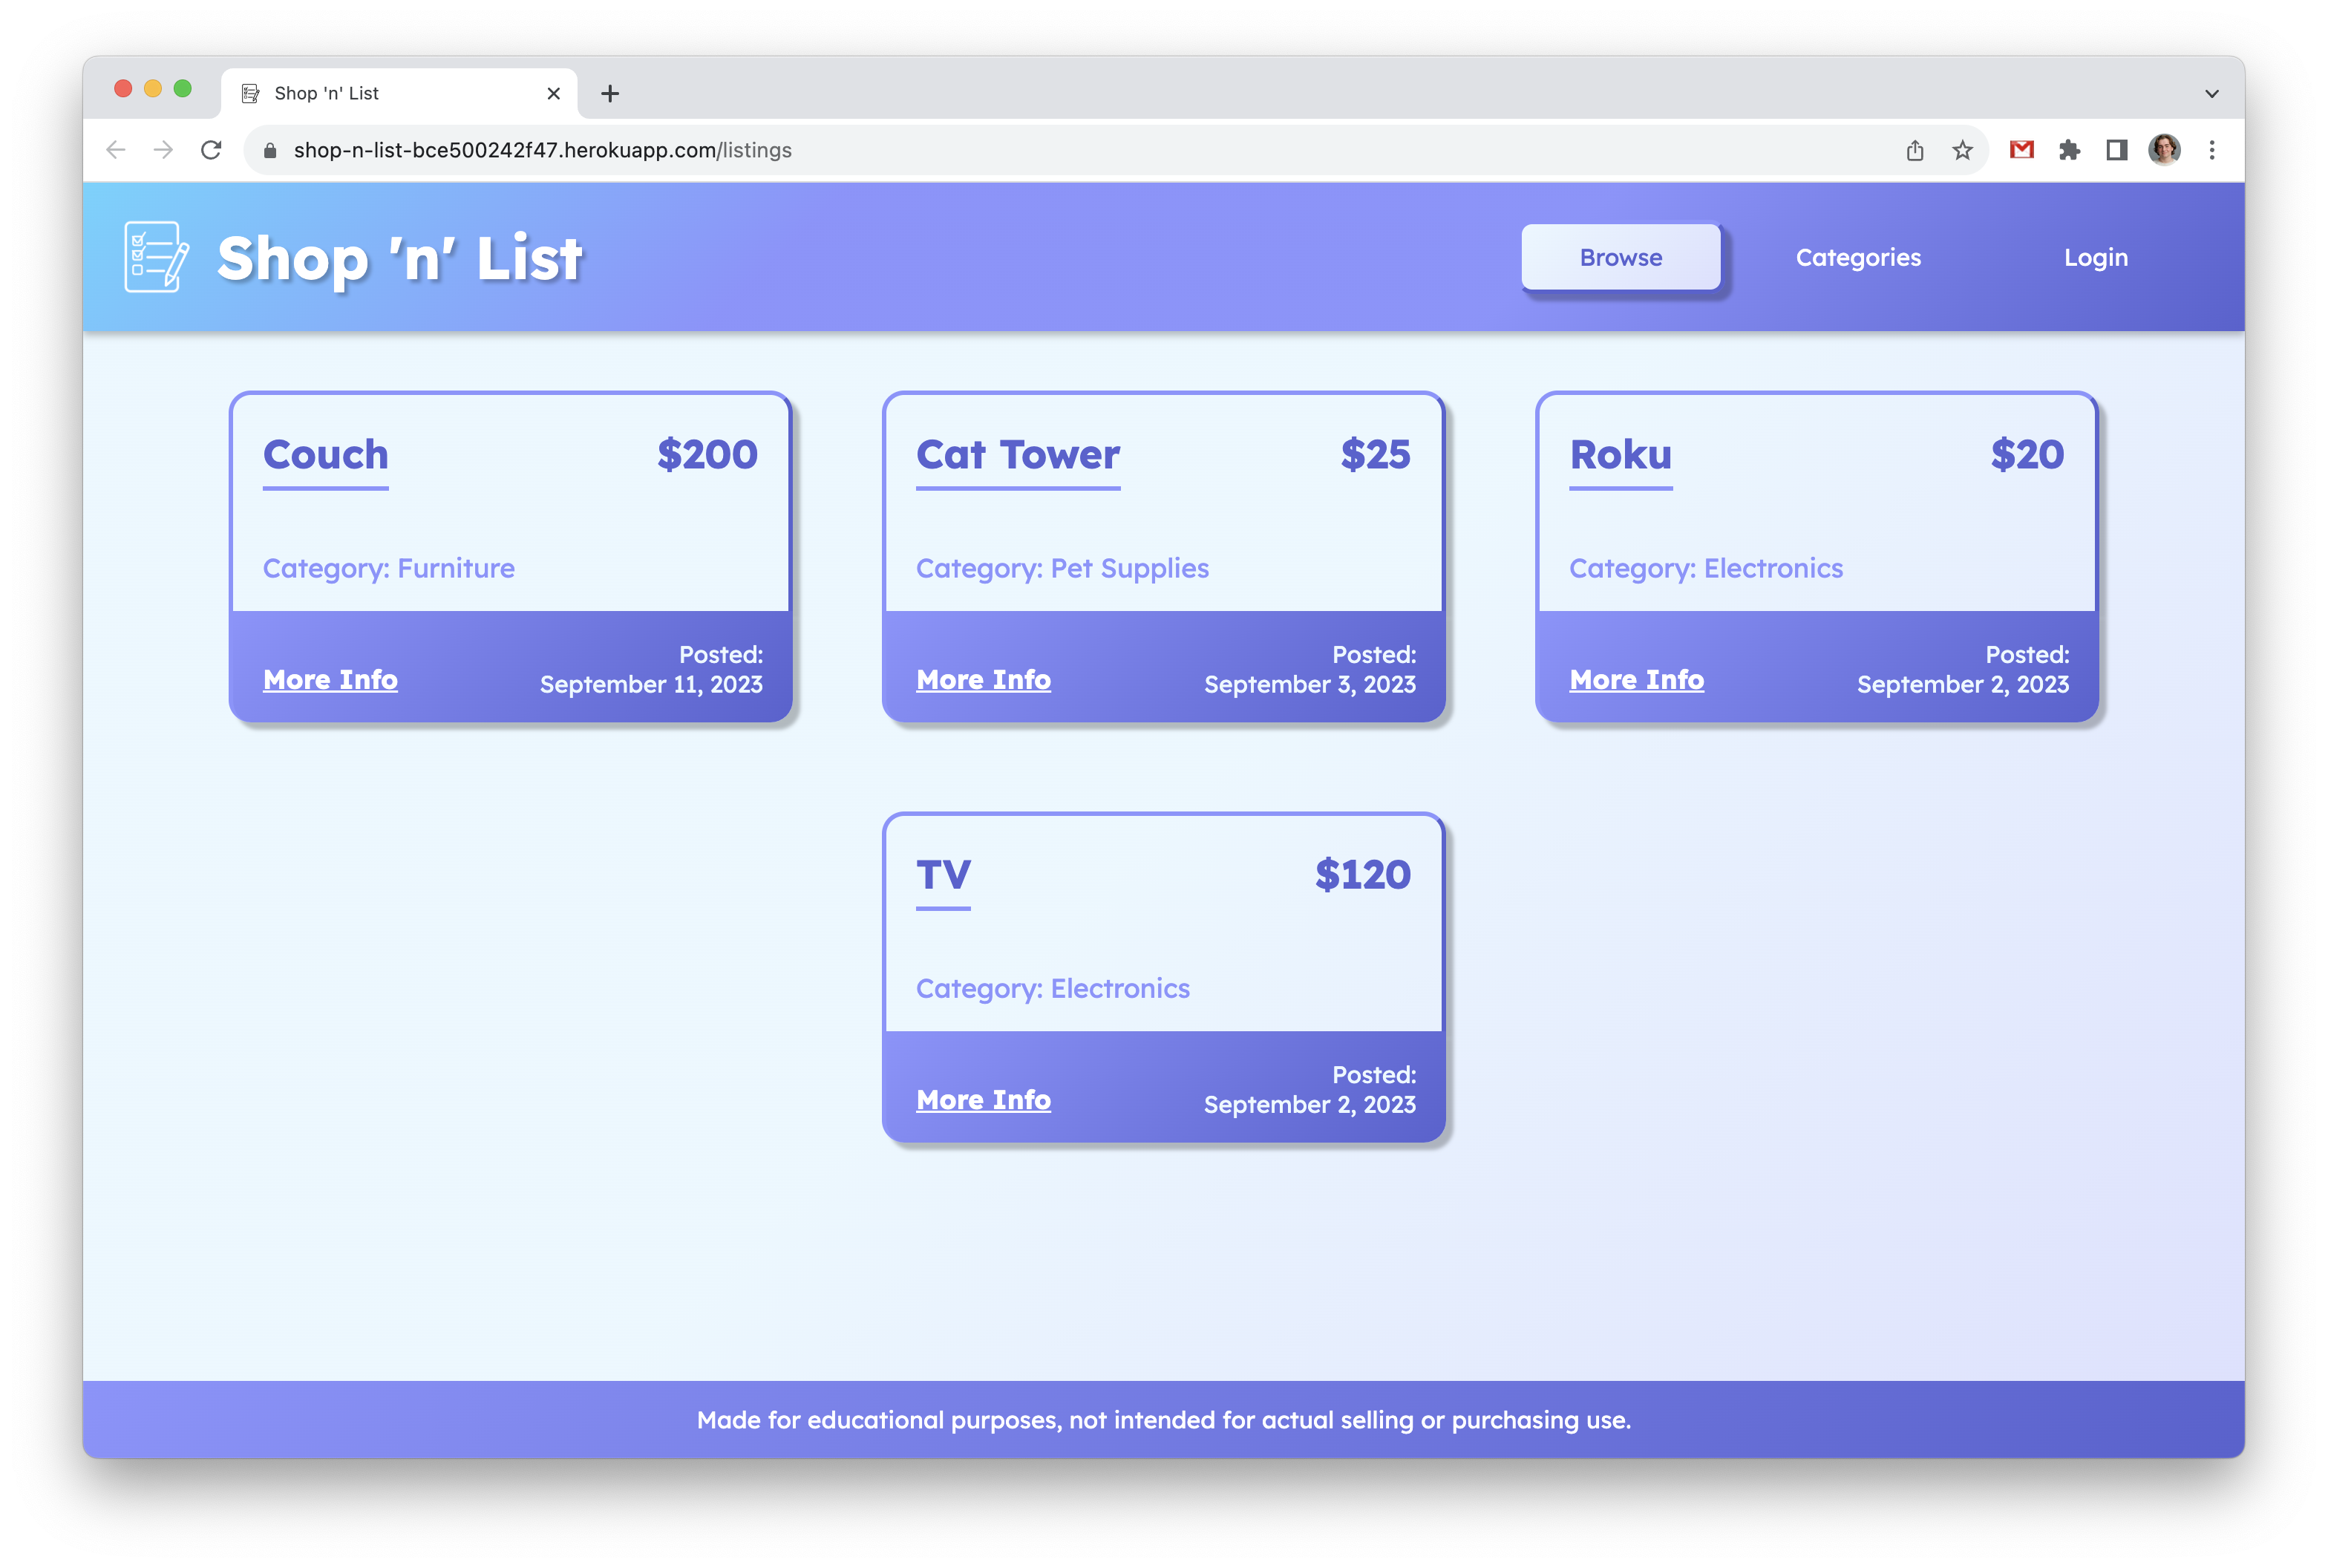 Shop 'n' List
shop-n-list-bce500242f47.herokuapp.com/listings
Shop 'n' List
Browse
Categories
Login
Couch $200
Category: Furniture
More Info
Posted:
September 11, 2023
Cat Tower $25
Category: Pet Supplies
More Info
Posted:
September 3, 2023
Roku $20
Category: Electronics
More Info
Posted:
September 2, 2023
TV $120
Category: Electronics
More Info
Posted:
September 2, 2023
Made for educational purposes, not intended for actual selling or purchasing use.